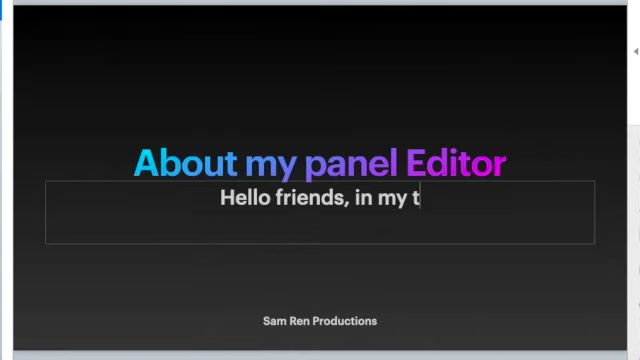 About my panel Editor
Hello friends, in my t
Sam Ren Productions